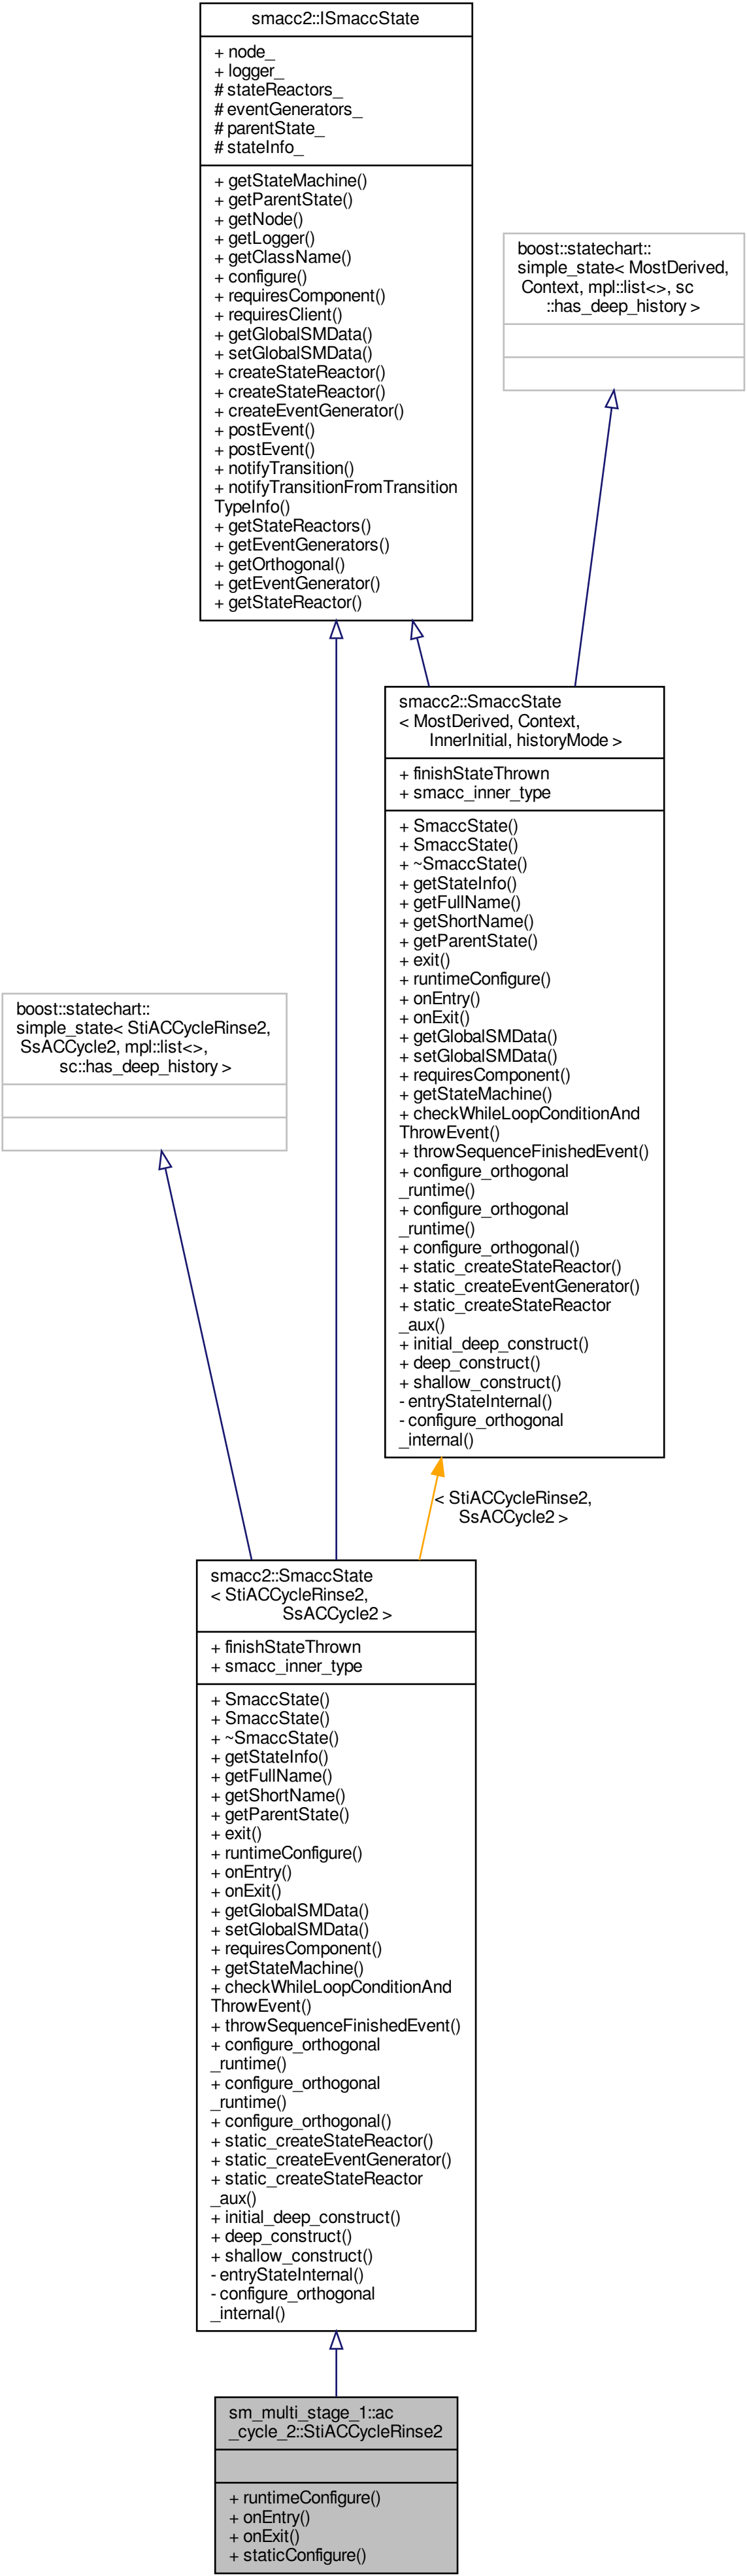 smacc2::ISmaccState
+ node_
+ logger_
# stateReactors_
# eventGenerators_
# parentState_
# stateInfo_
+ getStateMachine()
+ getParentState()
+ getNode()
+ getLogger()
+ getClassName()
+ configure()
+ requiresComponent()
+ requiresClient()
+ getGlobalSMData()
+ setGlobalSMData()
+ createStateReactor()
+ createStateReactor()
+ createEventGenerator()
+ postEvent()
+ postEvent()
+ notifyTransition()
+ notifyTransitionFromTransition
TypeInfo()
+ getStateReactors()
+ getEventGenerators()
+ getOrthogonal()
+ getEventGenerator()
+ getStateReactor()
boost::statechart::
simple_state< MostDerived,
Context, mpl::list<>, sc
::has_deep_history >
smacc2::SmaccState
< MostDerived, Context,
InnerInitial, historyMode >
+ finishStateThrown
+ smacc_inner_type
+ SmaccState()
+ SmaccState()
+ ~SmaccState()
+ getStateInfo()
+ getFullName()
+ getShortName()
+ getParentState()
+ exit()
+ runtimeConfigure()
+ onEntry()
+ onExit()
+ getGlobalSMData()
+ setGlobalSMData()
+ requiresComponent()
+ getStateMachine()
+ checkWhileLoopConditionAnd
ThrowEvent()
+ throwSequenceFinishedEvent()
+ configure_orthogonal
_runtime()
+ configure_orthogonal
_runtime()
+ configure_orthogonal()
+ static_createStateReactor()
+ static_createEventGenerator()
+ static_createStateReactor
_aux()
+ initial_deep_construct()
+ deep_construct()
+ shallow_construct()
- entryStateInternal()
- configure_orthogonal
_internal()
boost::statechart::
simple_state< StiACCycleRinse2,
SsACCycle2, mpl::list<>,
sc::has_deep_history >
< StiACCycleRinse2,
SsACCycle2 >
smacc2::SmaccState
< StiACCycleRinse2,
SsACCycle2 >
+ finishStateThrown
+ smacc_inner_type
+ SmaccState()
+ SmaccState()
+ ~SmaccState()
+ getStateInfo()
+ getFullName()
+ getShortName()
+ getParentState()
+ exit()
+ runtimeConfigure()
+ onEntry()
+ onExit()
+ getGlobalSMData()
+ setGlobalSMData()
+ requiresComponent()
+ getStateMachine()
+ checkWhileLoopConditionAnd
ThrowEvent()
+ throwSequenceFinishedEvent()
+ configure_orthogonal
_runtime()
+ configure_orthogonal
_runtime()
+ configure_orthogonal()
+ static_createStateReactor()
+ static_createEventGenerator()
+ static_createStateReactor
_aux()
+ initial_deep_construct()
+ deep_construct()
+ shallow_construct()
- entryStateInternal()
- configure_orthogonal
_internal()
sm_multi_stage_1::ac
_cycle_2::StiACCycleRinse2
+ runtimeConfigure()
+ onEntry()
+ onExit()
+ staticConfigure()